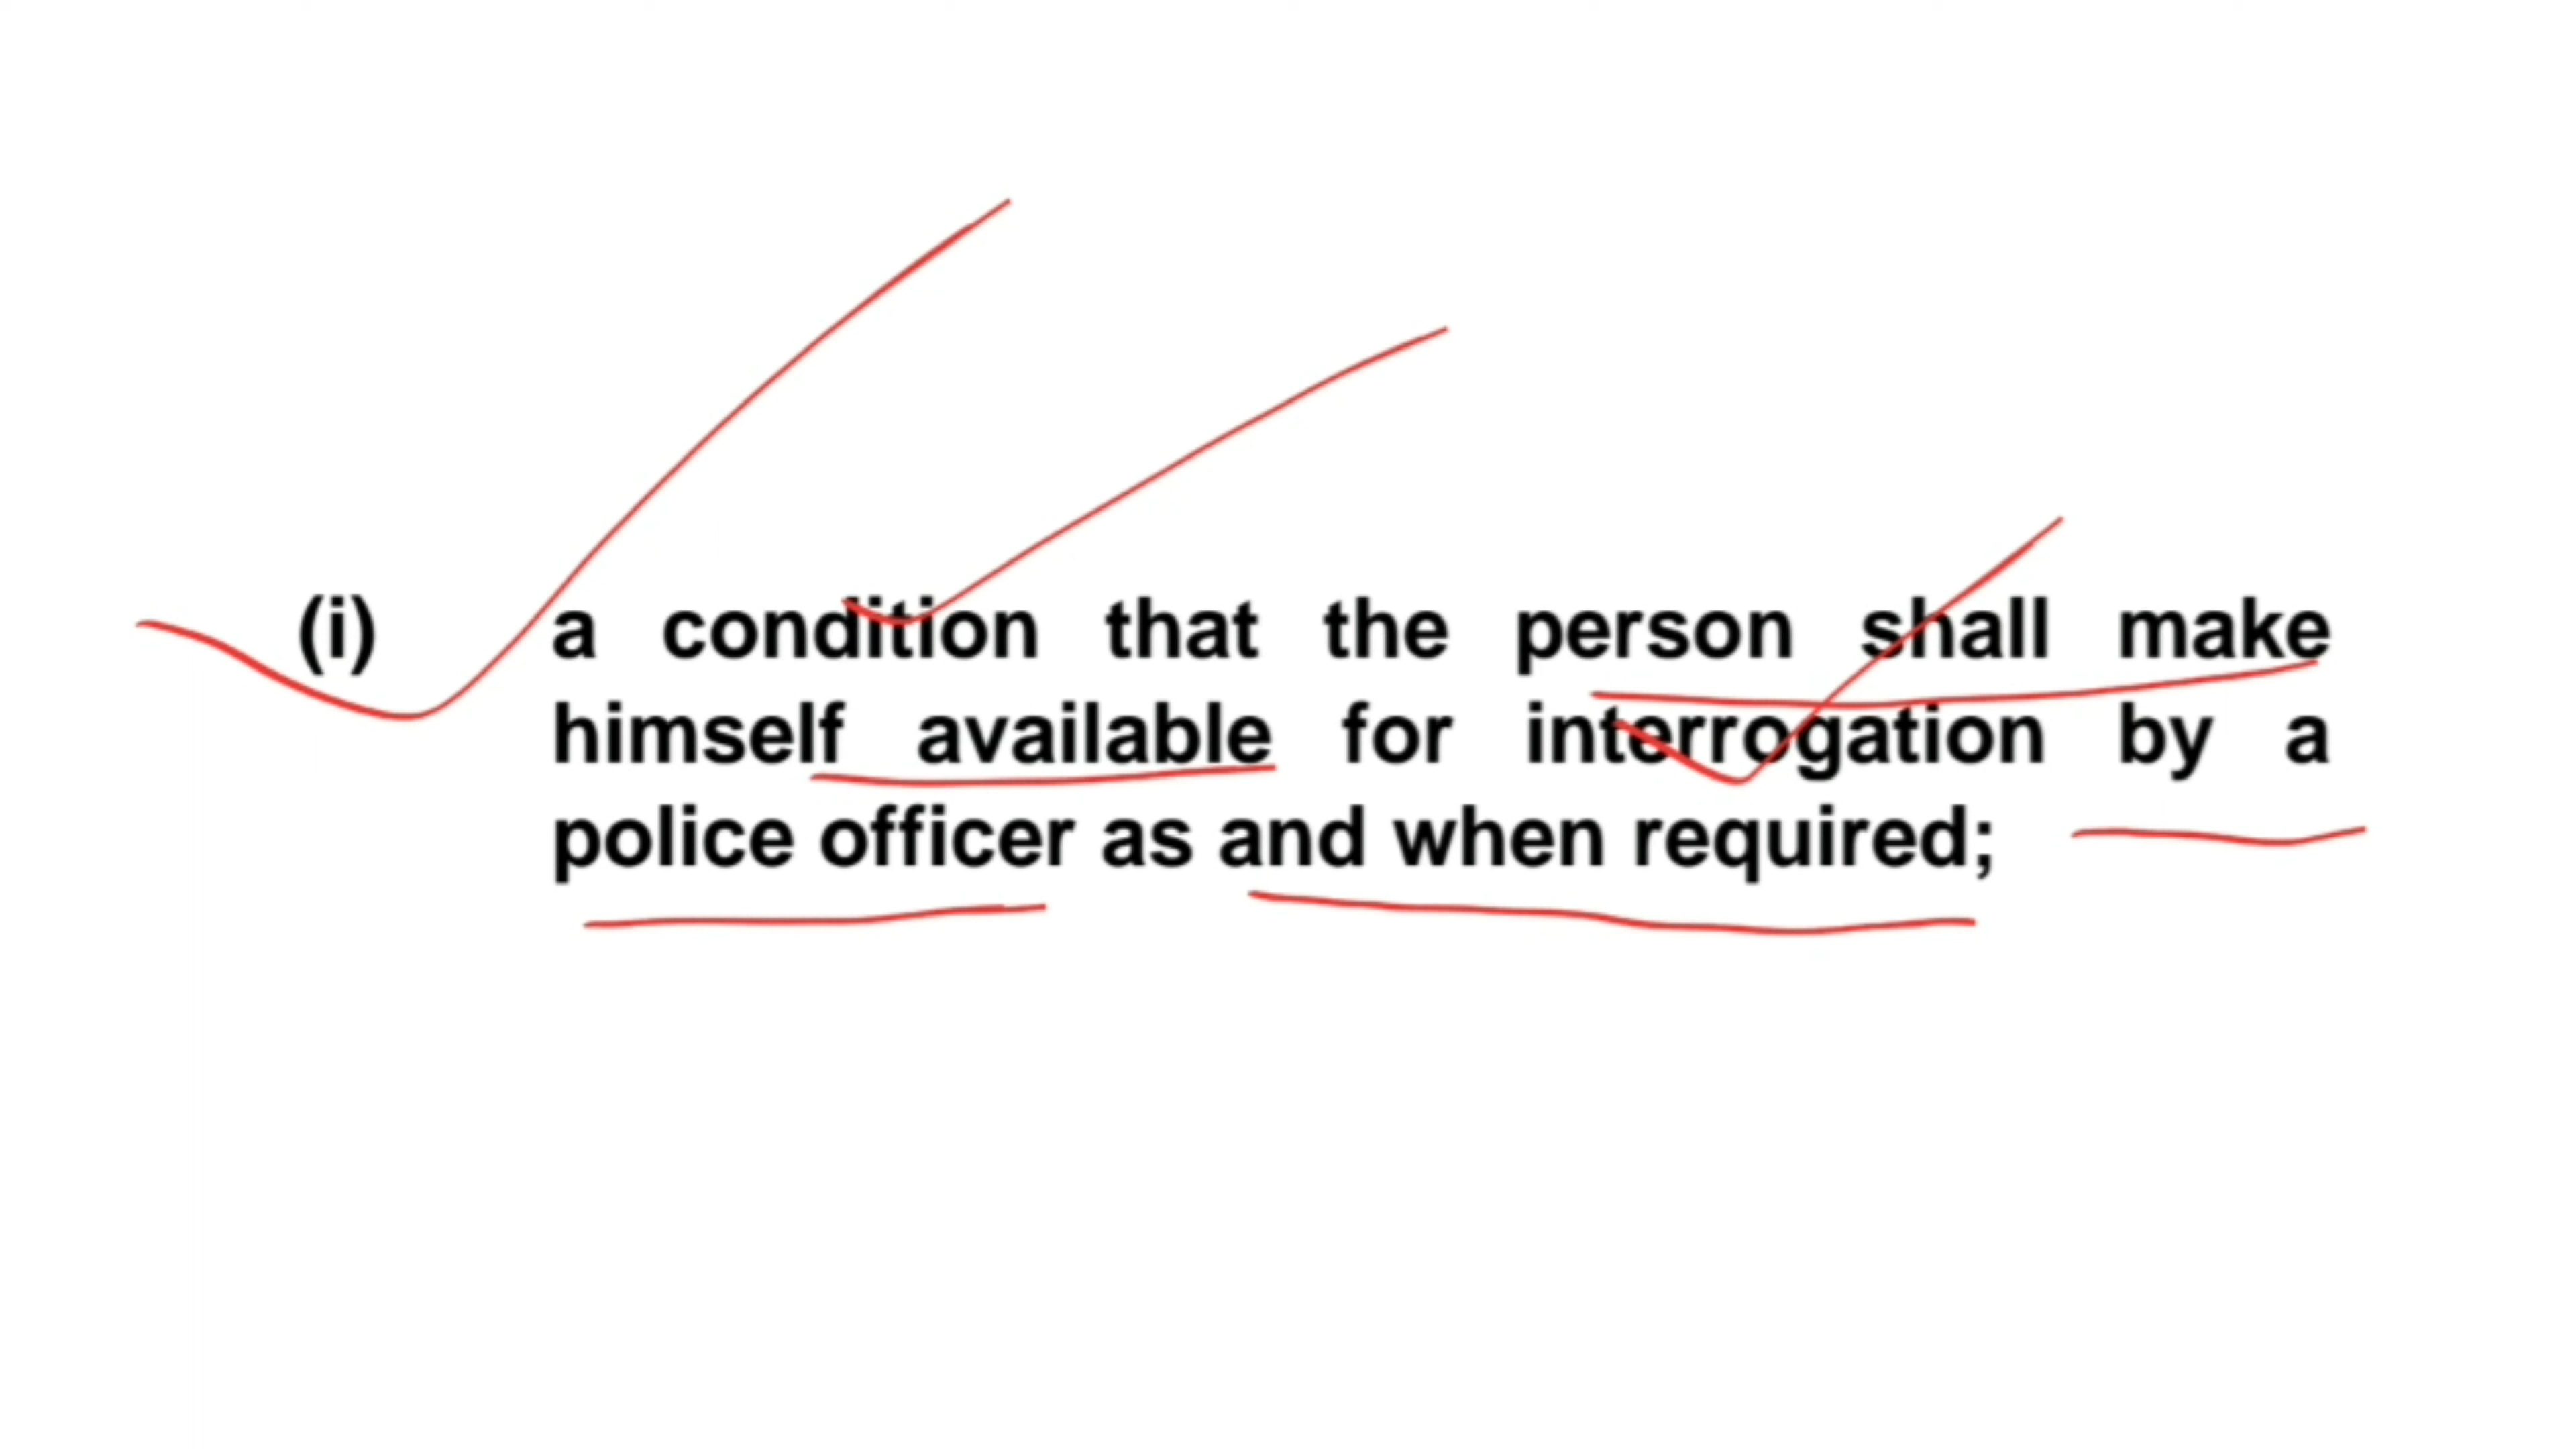 (i) a condition that the person shall make
himself available for interrogation by a
police officer as and when required;